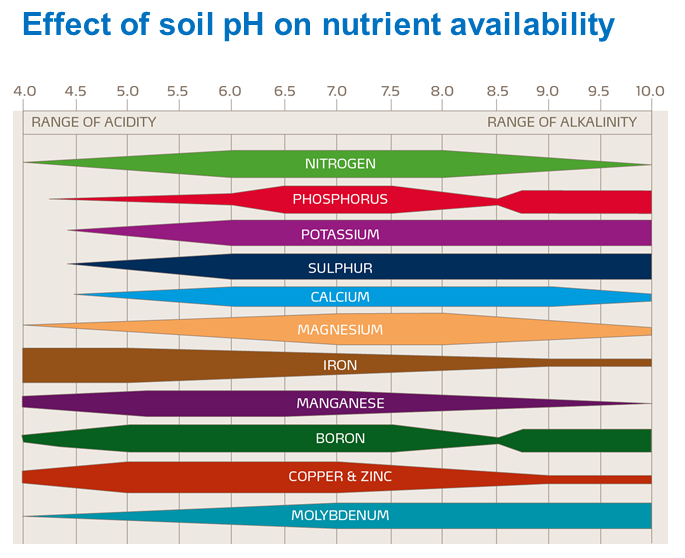 Effect of soil pH on nutrient availability
4.0 4.5 5.0 5.5 6.0 6.5 7.0 7.5 8.0 8.5 9.0 9.5 10.0
RANGE OF ACIDITY RANGE OF ALKALINITY
NITROGEN
PHOSPHORUS
POTASSIUM
SULPHUR
CALCIUM
MAGNESIUM
IRON
MANGANESE
BORON
COPPER & ZINC
MOLYBDENUM